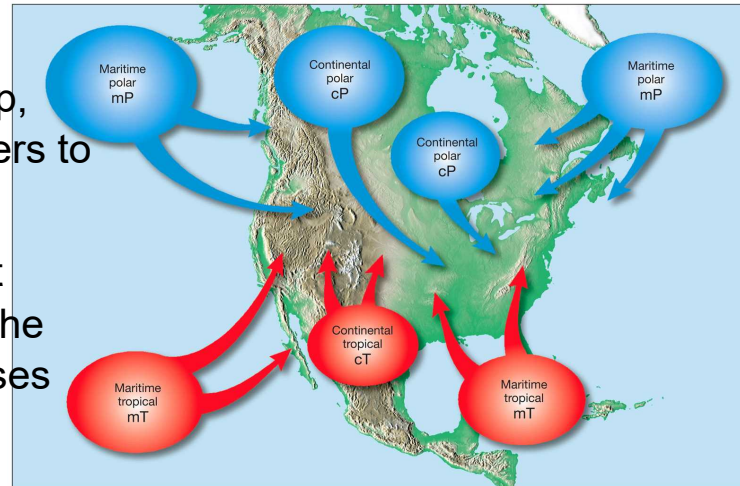 p,
ers to
t
he
ses
Maritime
polar
mP
Continental
polar
cP
Continental
polar
cP
Maritime
polar
mP
Maritime
tropical
mT
Continental
tropical
cT
Maritime
tropical
mT